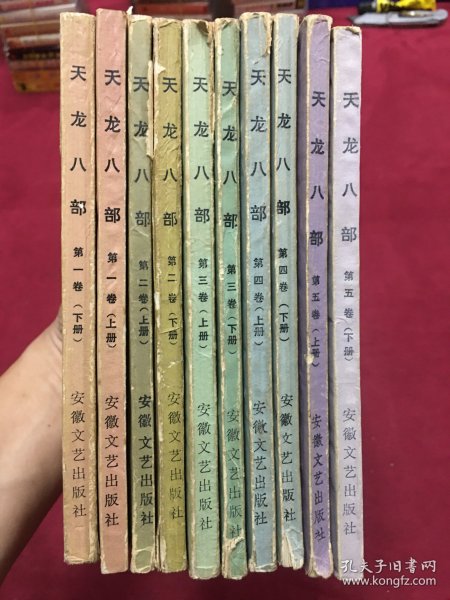 天龙八部 第一卷（下册） 安徽文艺出版社
天龙八部 第一卷（上册） 安徽文艺出版社
天龙八部 第二卷（上册） 安徽文艺出版社
天龙八部 第二卷（下册） 安徽文艺出版社
天龙八部 第三卷（上册） 安徽文艺出版社
天龙八部 第三卷（下册） 安徽文艺出版社
天龙八部 第四卷（上册） 安徽文艺出版社
天龙八部 第四卷（下册） 安徽文艺出版社
天龙八部 第五卷（上册） 安徽文艺出版社
天龙八部 第五卷（下册） 安徽文艺出版社
孔夫子旧书网
kongfz.com